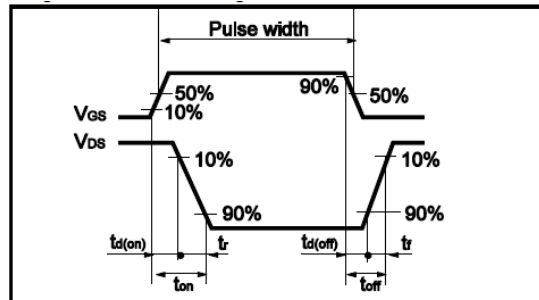 Pulse width
90%
50%
50%
10%
VGS
VDS
10%
10%
90%
90%
td(on)
tr
td(off)
tf
ton
toff